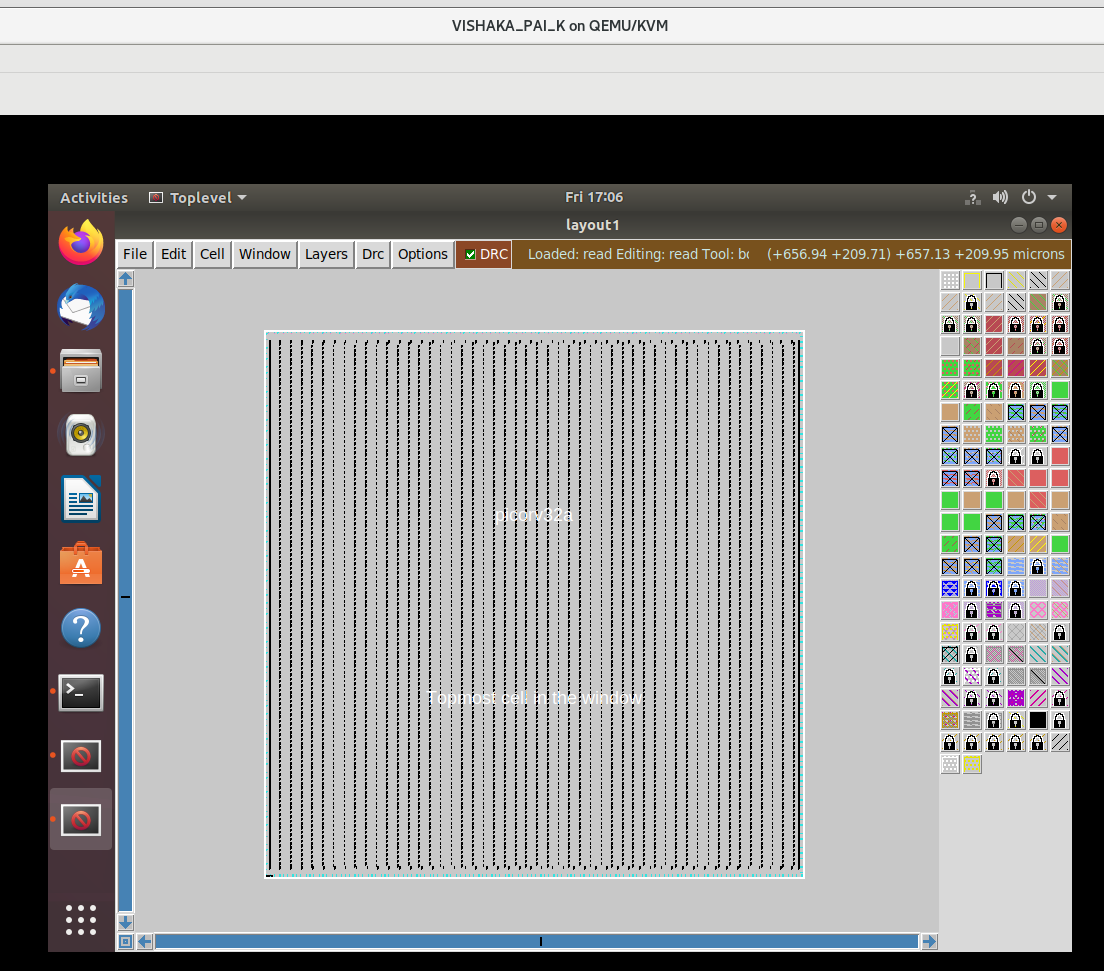 VISHAKA_PAI_K on QEMU/KVM
Activities Toplevel Fri 17:06
layout1
File Edit Cell Window Layers Drc Options DRC Loaded: read Editing: read Tool: bo (+656.94 +209.71) +657.13 +209.95 microns
picorv32a
Topmost cell in the window